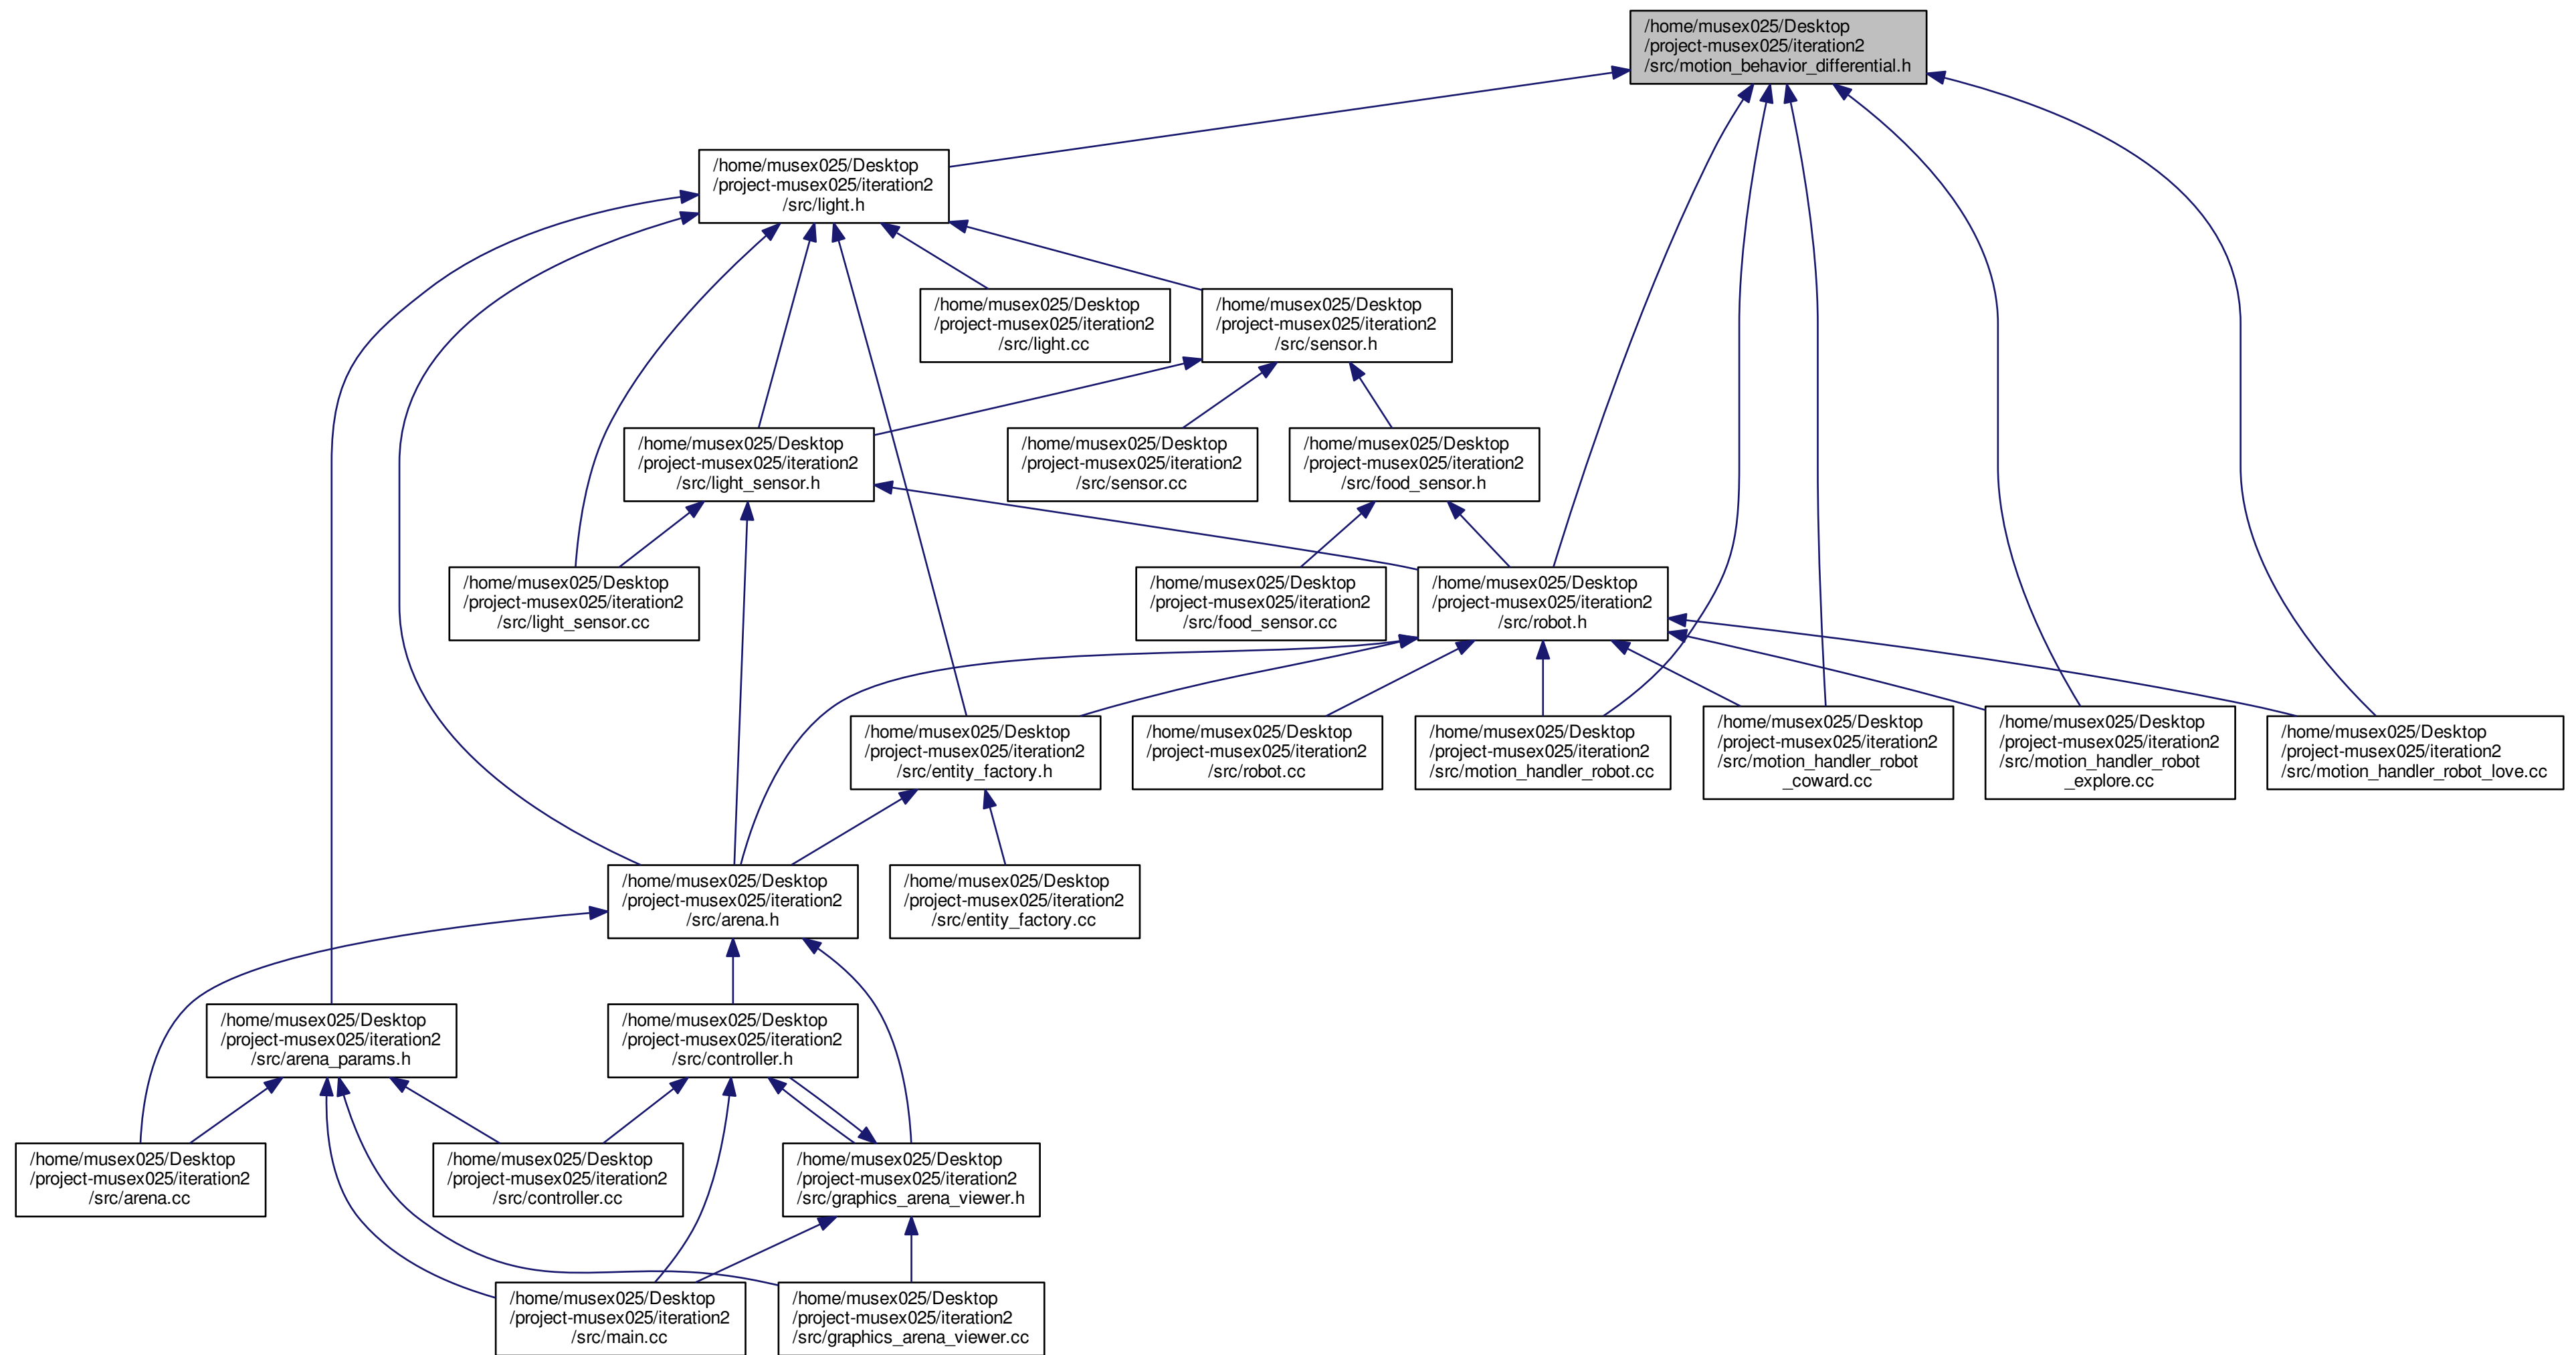 /home/musex025/Desktop
/project-musex025/iteration2
/src/motion_behavior_differential.h
/home/musex025/Desktop
/project-musex025/iteration2
/src/light.h
/home/musex025/Desktop
/project-musex025/iteration2
/src/light.cc
/home/musex025/Desktop
/project-musex025/iteration2
/src/sensor.h
/home/musex025/Desktop
/project-musex025/iteration2
/src/light_sensor.h
/home/musex025/Desktop
/project-musex025/iteration2
/src/sensor.cc
/home/musex025/Desktop
/project-musex025/iteration2
/src/food_sensor.h
/home/musex025/Desktop
/project-musex025/iteration2
/src/light_sensor.cc
/home/musex025/Desktop
/project-musex025/iteration2
/src/food_sensor.cc
/home/musex025/Desktop
/project-musex025/iteration2
/src/robot.h
/home/musex025/Desktop
/project-musex025/iteration2
/src/entity_factory.h
/home/musex025/Desktop
/project-musex025/iteration2
/src/robot.cc
/home/musex025/Desktop
/project-musex025/iteration2
/src/motion_handler_robot.cc
/home/musex025/Desktop
/project-musex025/iteration2
/src/motion_handler_robot
_coward.cc
/home/musex025/Desktop
/project-musex025/iteration2
/src/motion_handler_robot
_explore.cc
/home/musex025/Desktop
/project-musex025/iteration2
/src/motion_handler_robot_love.cc
/home/musex025/Desktop
/project-musex025/iteration2
/src/arena.h
/home/musex025/Desktop
/project-musex025/iteration2
/src/entity_factory.cc
/home/musex025/Desktop
/project-musex025/iteration2
/src/arena_params.h
/home/musex025/Desktop
/project-musex025/iteration2
/src/controller.h
/home/musex025/Desktop
/project-musex025/iteration2
/src/arena.cc
/home/musex025/Desktop
/project-musex025/iteration2
/src/controller.cc
/home/musex025/Desktop
/project-musex025/iteration2
/src/graphics_arena_viewer.h
/home/musex025/Desktop
/project-musex025/iteration2
/src/main.cc
/home/musex025/Desktop
/project-musex025/iteration2
/src/graphics_arena_viewer.cc